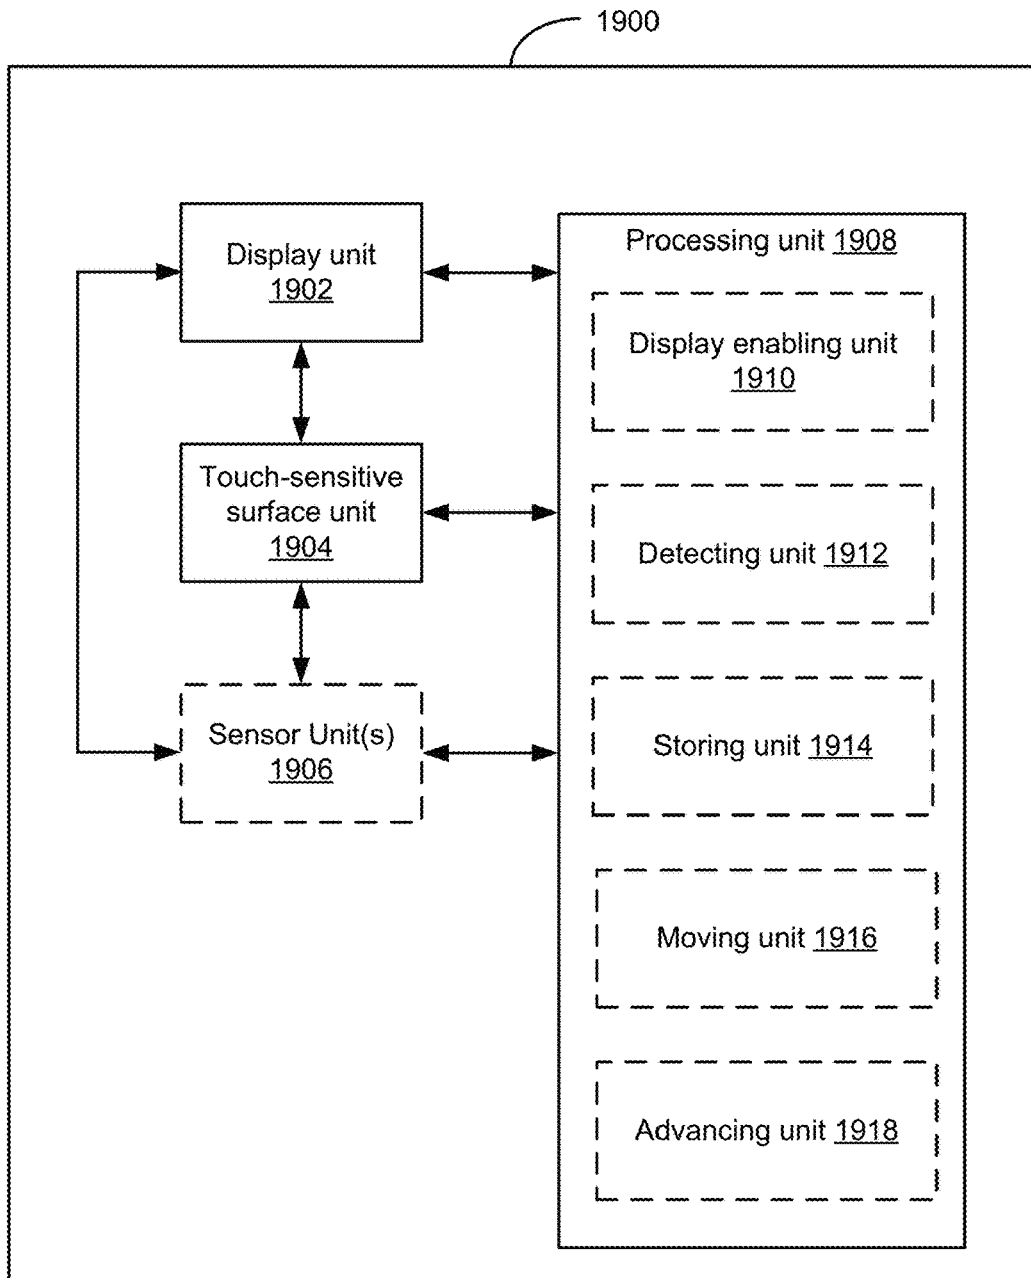 1900
Display unit
1902
Touch-sensitive
surface unit
1904
Sensor Unit(s)
1906
Processing unit 1908
Display enabling unit
1910
Detecting unit 1912
Storing unit 1914
Moving unit 1916
Advancing unit 1918